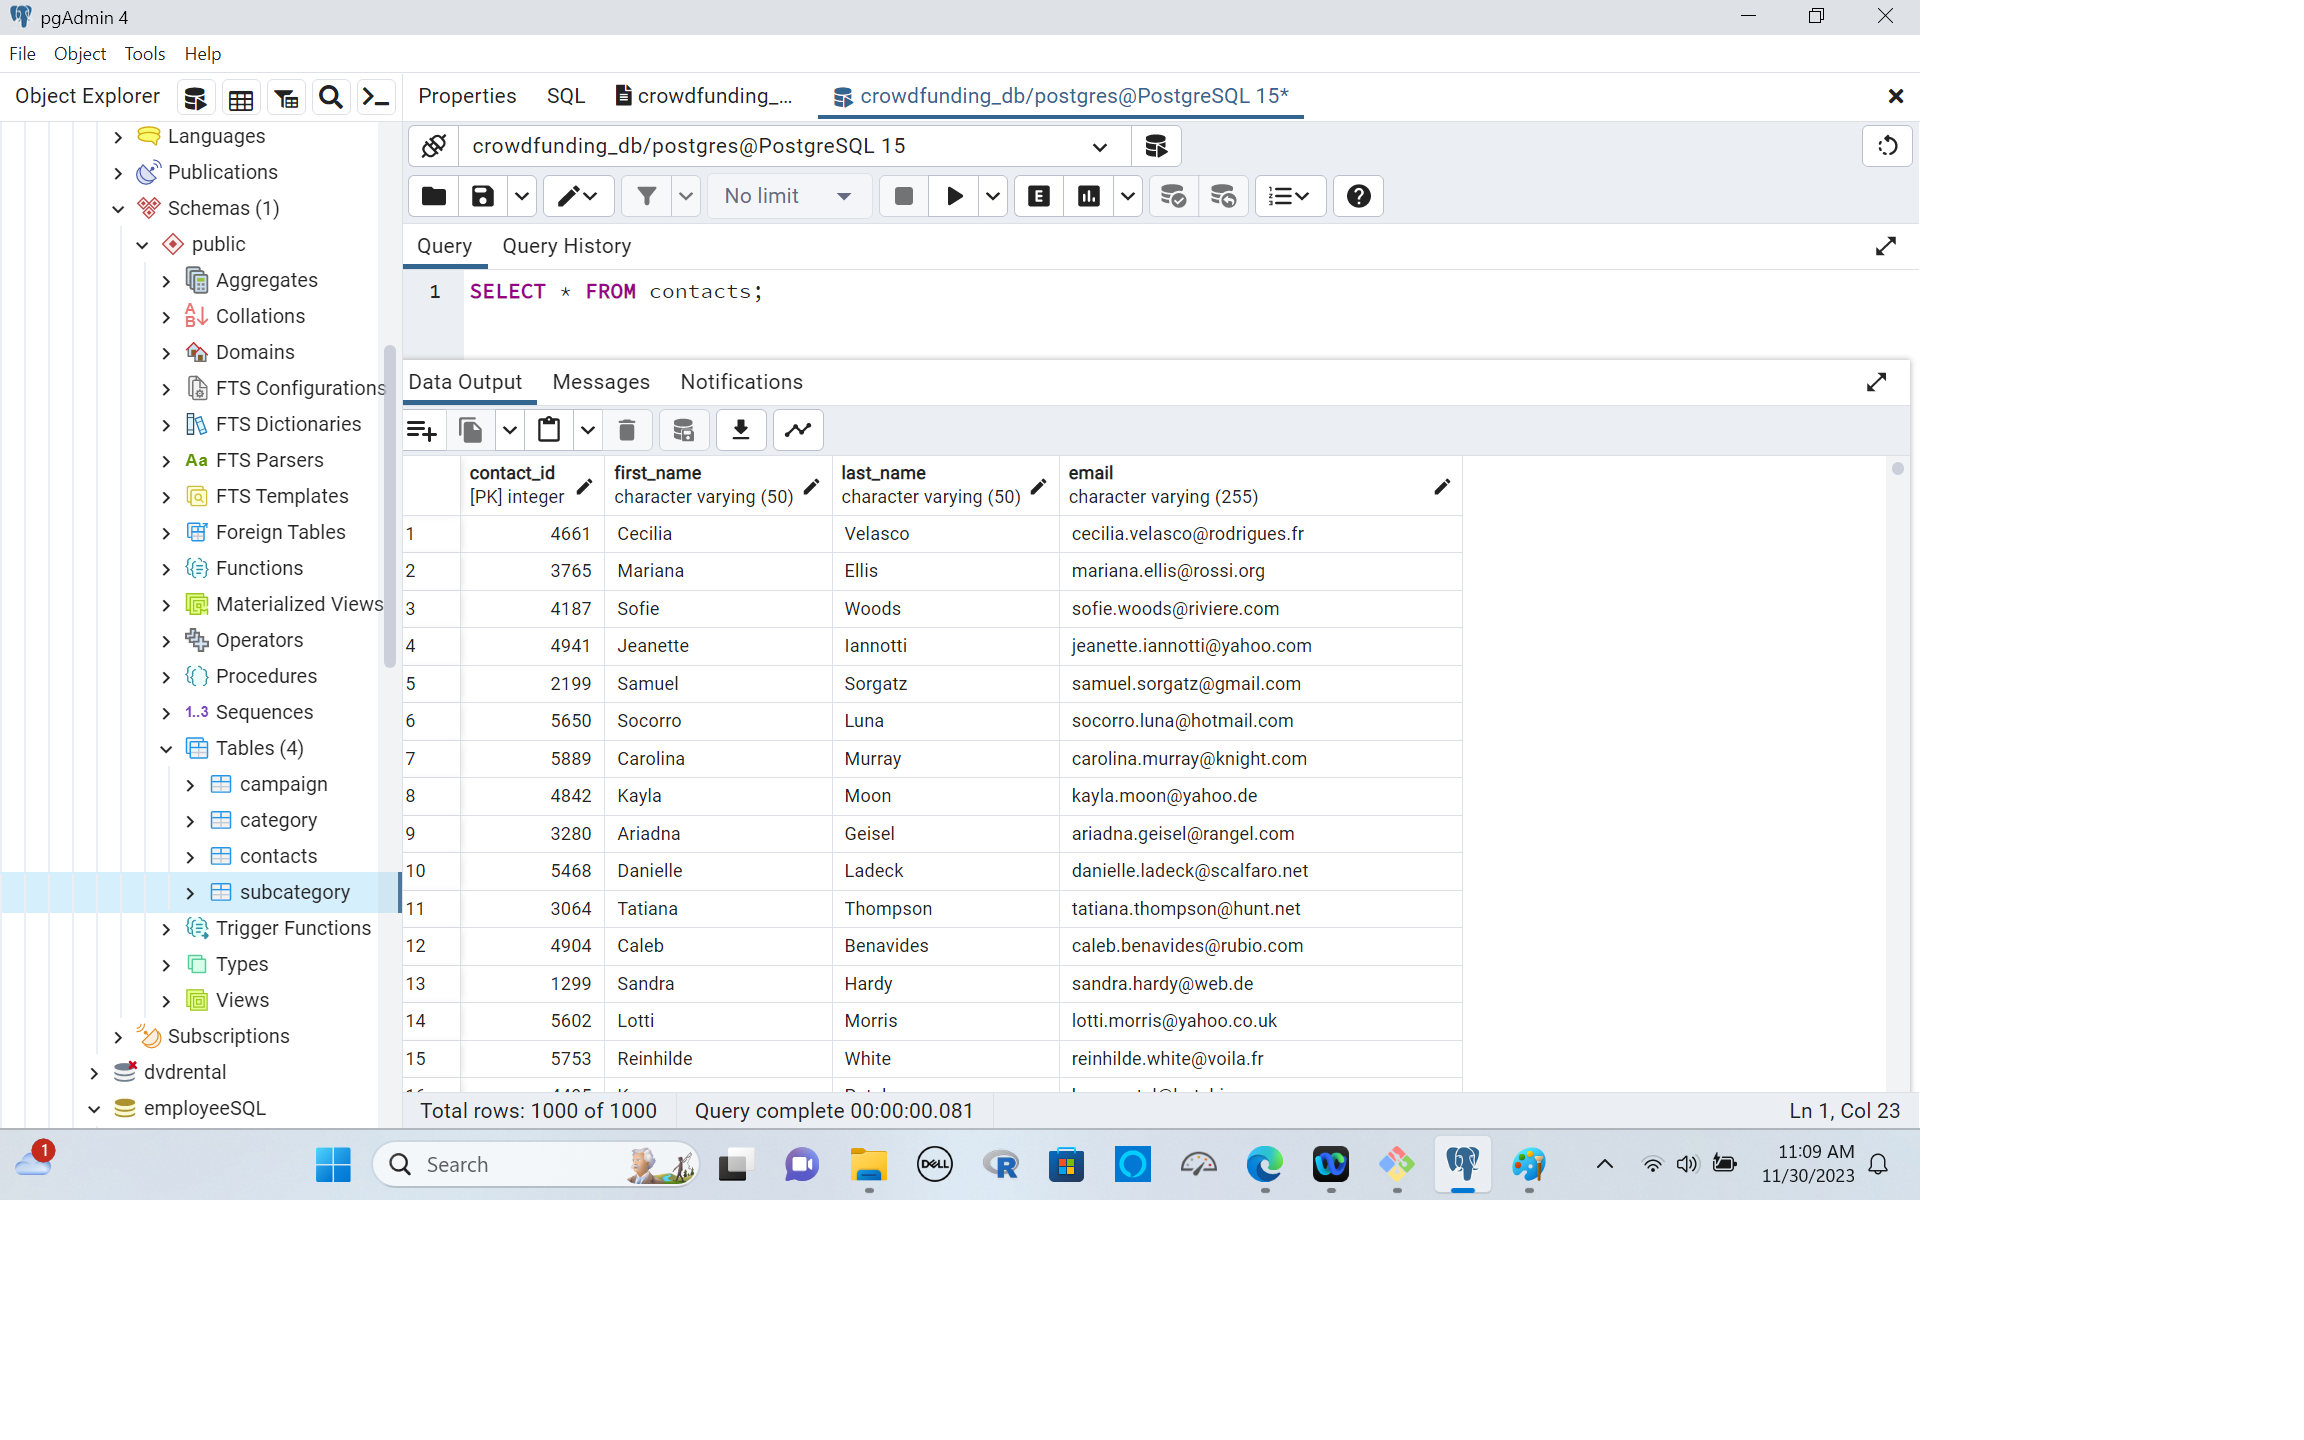 pgAdmin 4
File Object Tools Help
Object Explorer
Properties SQL crowdfunding_... crowdfunding_db/postgres@PostgreSQL 15*
Languages
Publications
Schemas (1)
public
Aggregates
Collations
Domains
FTS Configurations
FTS Dictionaries
Aa FTS Parsers
FTS Templates
Foreign Tables
Functions
Materialized Views
Operators
Procedures
1..3 Sequences
Tables (4)
campaign
category
contacts
subcategory
Trigger Functions
Types
Views
Subscriptions
dvdrental
employeeSQL
crowdfunding_db/postgres@PostgreSQL 15
No limit
E
Query Query History
1 SELECT * FROM contacts;
Data Output Messages Notifications
contact_id first_name last_name email
[PK] integer character varying (50) character varying (50) character varying (255)
1 4661 Cecilia Velasco cecilia.velasco@rodrigues.fr
2 3765 Mariana Ellis mariana.ellis@rossi.org
3 4187 Sofie Woods sofie.woods@riviere.com
4 4941 Jeanette Iannotti jeanette.iannotti@yahoo.com
5 2199 Samuel Sorgatz samuel.sorgatz@gmail.com
6 5650 Socorro Luna socorro.luna@hotmail.com
7 5889 Carolina Murray carolina.murray@knight.com
8 4842 Kayla Moon kayla.moon@yahoo.de
9 3280 Ariadna Geisel ariadna.geisel@rangel.com
10 5468 Danielle Ladeck danielle.ladeck@scalfaro.net
11 3064 Tatiana Thompson tatiana.thompson@hunt.net
12 4904 Caleb Benavides caleb.benavides@rubio.com
13 1299 Sandra Hardy sandra.hardy@web.de
14 5602 Lotti Morris lotti.morris@yahoo.co.uk
15 5753 Reinhilde White reinhilde.white@voila.fr
Total rows: 1000 of 1000 Query complete 00:00:00.081 Ln 1, Col 23
1
Search
DELL
R
11:09 AM
11/30/2023